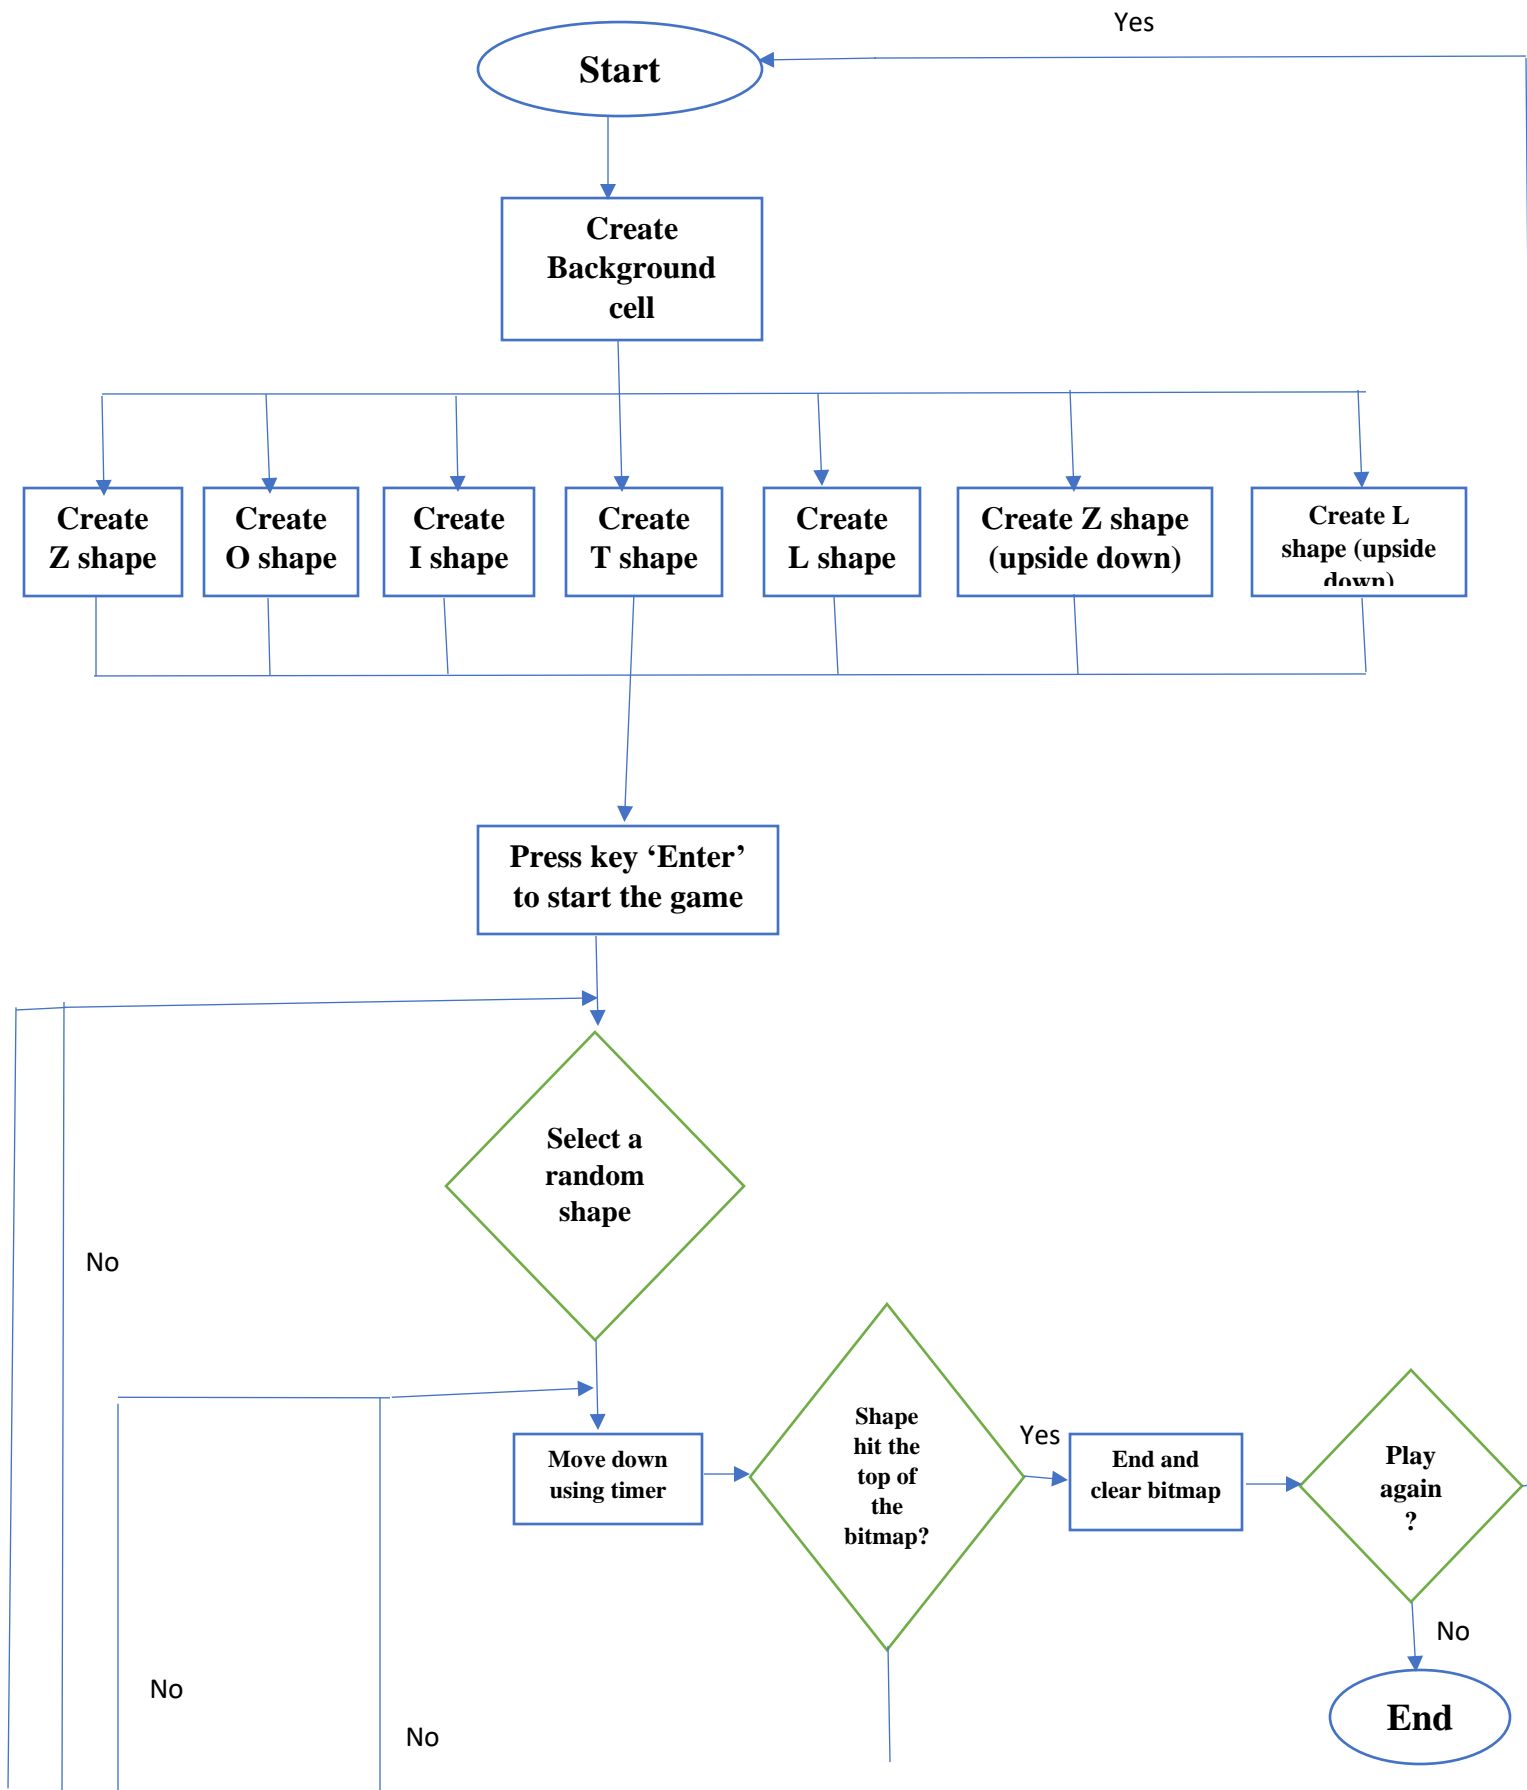 Yes
Start
Create
Background
cell
Create
Z shape
Create
O shape
Create
I shape
Create
T shape
Create
L shape
Create Z shape
(upside down)
Create L
shape (upside
down)
Press key ‘Enter’
to start the game
Select a
random
shape
No
Move down
using timer
Shape
hit the
top of
the
bitmap?
Yes
End and
clear bitmap
Play
again
?
No
End
No
No